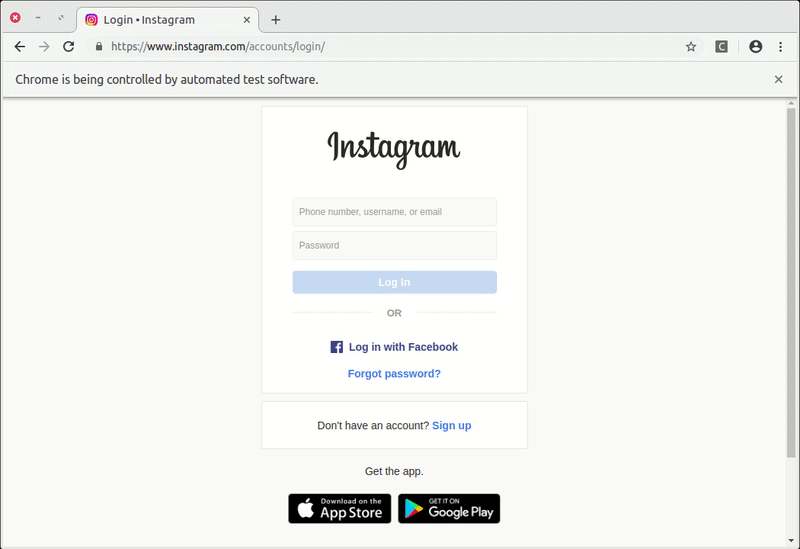 Login • Instagram
https://www.instagram.com/accounts/login/
C
Chrome is being controlled by automated test software.
Instagram
Phone number, username, or email
Password
Log In
OR
Log in with Facebook
Forgot password?
Don't have an account? Sign up
Get the app.
Download on the
App Store
GET IT ON
Google Play